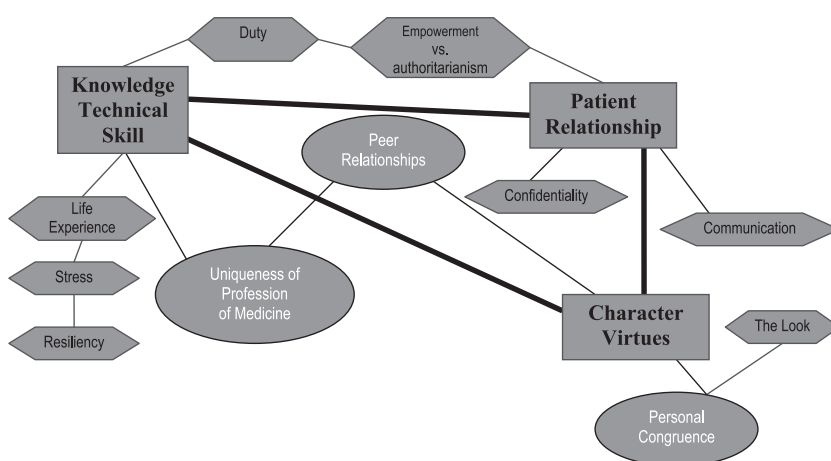 Duty
Empowerment
vs.
authoritarianism
Knowledge
Technical
Skill
Patient
Relationship
Peer
Relationships
Confidentiality
Life
Experience
Communication
Uniqueness of
Profession
of Medicine
Stress
Character
Virtues
The Look
Resiliency
Personal
Congruence